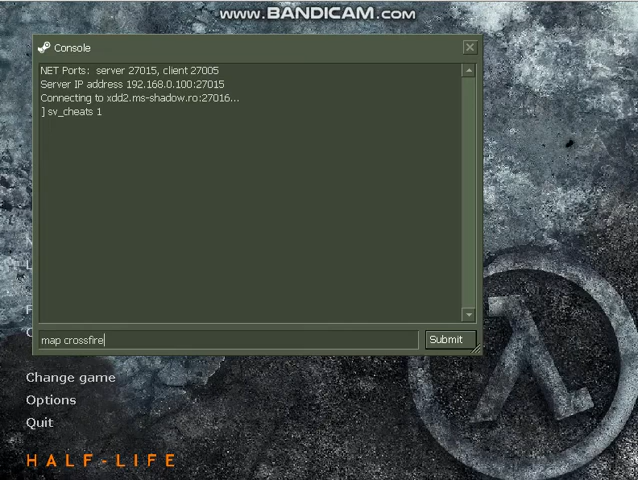 www.BANDICAM.com
Console
NET Ports:  server 27015, client 27005
Server IP address 192.168.0.100:27015
Connecting to xdd2.ms-shadow.ro:27016...
] sv_cheats 1
map crossfire
Submit
Change game
Options
Quit
HALF-LIFE